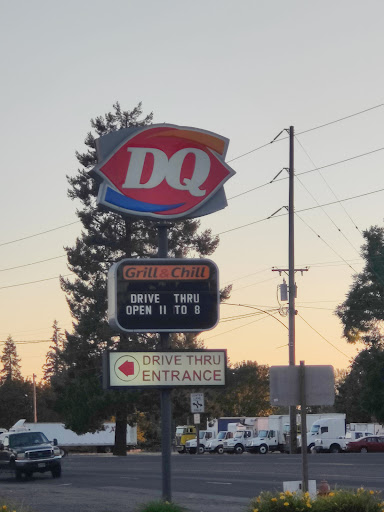 DQ
Grill&Chill
DRIVE THRU
OPEN 11 TO 8
DRIVE THRU
ENTRANCE